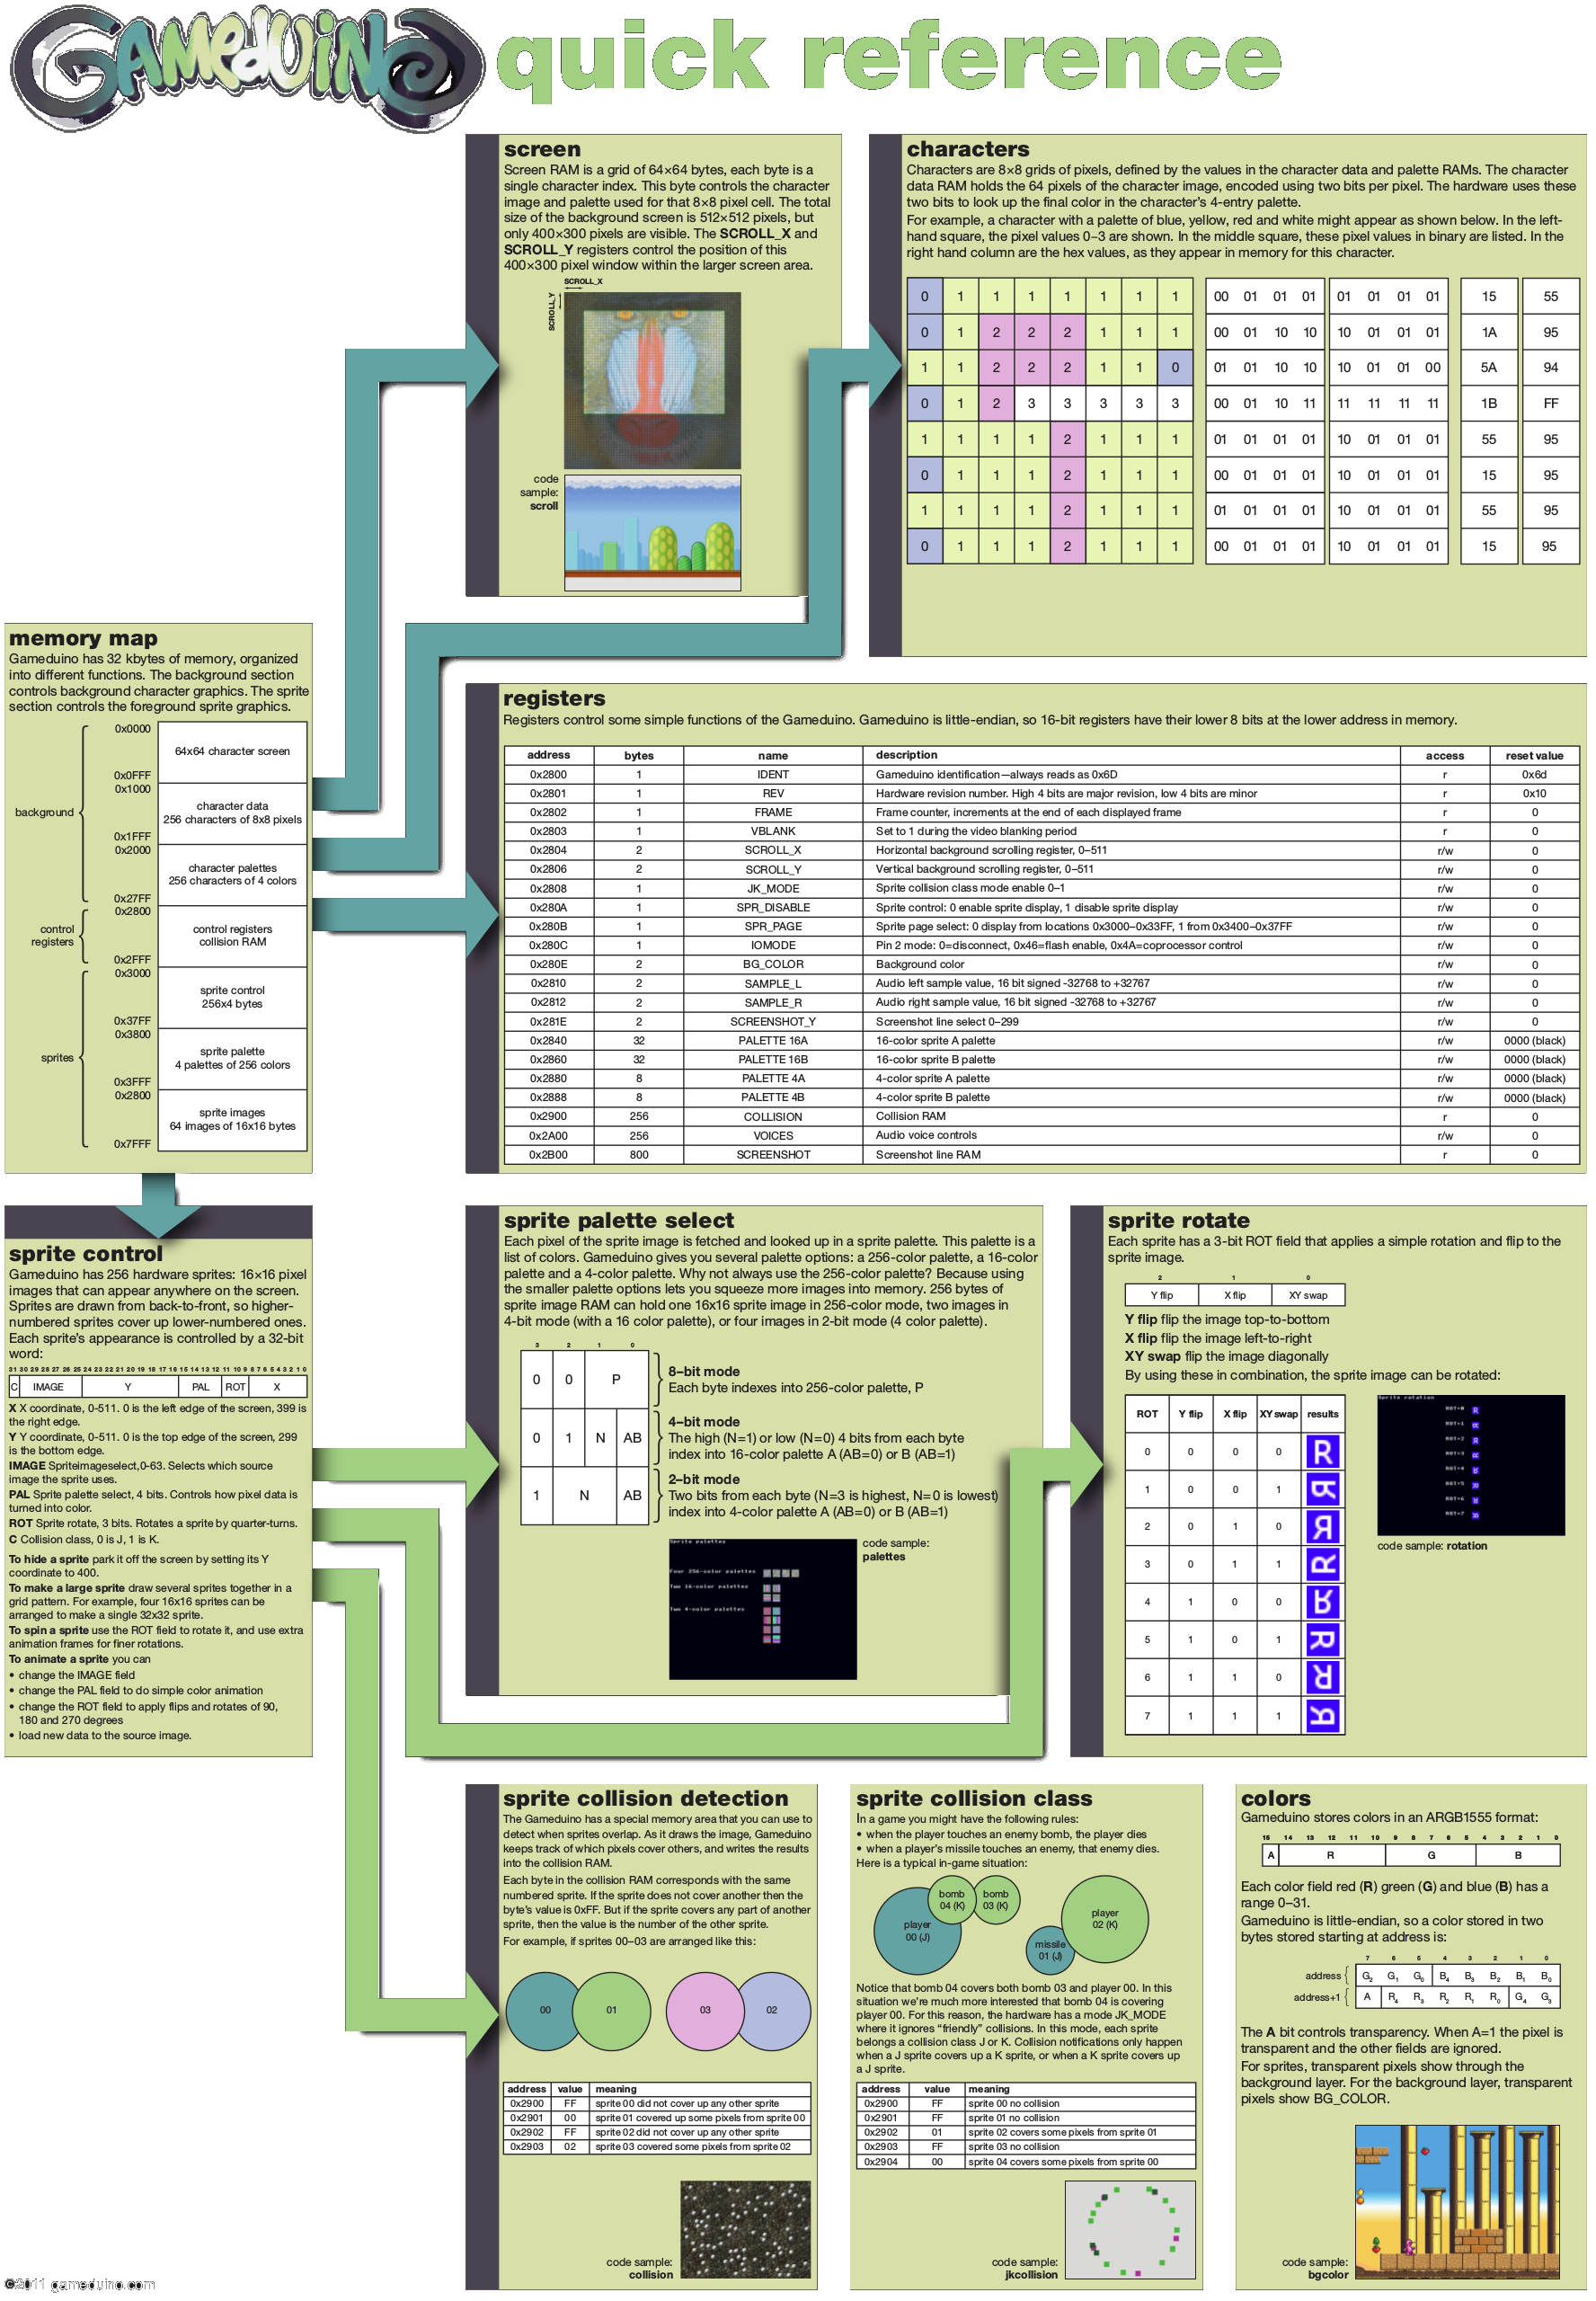 GAMEDUINO quick reference
screen
Screen RAM is a grid of 64×64 bytes, each byte is a
single character index. This byte controls the character
image and palette used for that 8×8 pixel cell. The total
size of the background screen is 512×512 pixels, but
only 400×300 pixels are visible. The SCROLL_X and
SCROLL_Y registers control the position of this
400×300 pixel window within the larger screen area.
SCROLL_X
SCROLL_Y
code
sample:
scroll
characters
Characters are 8×8 grids of pixels, defined by the values in the character data and palette RAMs. The character
data RAM holds the 64 pixels of the character image, encoded using two bits per pixel. The hardware uses these
two bits to look up the final color in the character's 4-entry palette.
For example, a character with a palette of blue, yellow, red and white might appear as shown below. In the left-
hand square, the pixel values 0–3 are shown. In the middle square, these pixel values in binary are listed. In the
right hand column are the hex values, as they appear in memory for this character.
0 1 1 1 1 1 1 1 00 01 01 01 01 01 01 01 15 55
0 1 2 2 2 1 1 1 00 01 10 10 10 01 01 01 1A 95
1 1 2 2 2 1 1 0 01 01 10 10 10 01 01 00 5A 94
0 1 2 3 3 3 3 3 00 01 10 11 11 11 11 11 1B FF
1 1 1 1 2 1 1 1 01 01 01 01 10 01 01 01 55 95
0 1 1 1 2 1 1 1 00 01 01 01 10 01 01 01 15 95
1 1 1 1 2 1 1 1 01 01 01 01 10 01 01 01 55 95
0 1 1 1 2 1 1 1 00 01 01 01 10 01 01 01 15 95
memory map
Gameduino has 32 kbytes of memory, organized
into different functions. The background section
controls background character graphics. The sprite
section controls the foreground sprite graphics.
background
0x0000
64x64 character screen
0x0FFF
0x1000
character data
256 characters of 8x8 pixels
0x1FFF
0x2000
character palettes
256 characters of 4 colors
0x27FF
control
registers
0x2800
control registers
collision RAM
0x2FFF
sprites
0x3000
sprite control
256x4 bytes
0x37FF
0x3800
sprite palette
4 palettes of 256 colors
0x3FFF
0x2800
sprite images
64 images of 16x16 bytes
0x7FFF
registers
Registers control some simple functions of the Gameduino. Gameduino is little-endian, so 16-bit registers have their lower 8 bits at the lower address in memory.
address bytes name description access reset value
0x2800 1 IDENT Gameduino identification—always reads as 0x6D r 0x6d
0x2801 1 REV Hardware revision number. High 4 bits are major revision, low 4 bits are minor r 0x10
0x2802 1 FRAME Frame counter, increments at the end of each displayed frame r 0
0x2803 1 VBLANK Set to 1 during the video blanking period r 0
0x2804 2 SCROLL_X Horizontal background scrolling register, 0–511 r/w 0
0x2806 2 SCROLL_Y Vertical background scrolling register, 0–511 r/w 0
0x2808 1 JK_MODE Sprite collision class mode enable 0–1 r/w 0
0x280A 1 SPR_DISABLE Sprite control: 0 enable sprite display, 1 disable sprite display r/w 0
0x280B 1 SPR_PAGE Sprite page select: 0 display from locations 0x3000–0x33FF, 1 from 0x3400–0x37FF r/w 0
0x280C 1 IOMODE Pin 2 mode: 0=disconnect, 0x46=flash enable, 0x4A=coprocessor control r/w 0
0x280E 2 BG_COLOR Background color r/w 0
0x2810 2 SAMPLE_L Audio left sample value, 16 bit signed -32768 to +32767 r/w 0
0x2812 2 SAMPLE_R Audio right sample value, 16 bit signed -32768 to +32767 r/w 0
0x281E 2 SCREENSHOT_Y Screenshot line select 0–299 r/w 0
0x2840 32 PALETTE 16A 16-color sprite A palette r/w 0000 (black)
0x2860 32 PALETTE 16B 16-color sprite B palette r/w 0000 (black)
0x2880 8 PALETTE 4A 4-color sprite A palette r/w 0000 (black)
0x2888 8 PALETTE 4B 4-color sprite B palette r/w 0000 (black)
0x2900 256 COLLISION Collision RAM r 0
0x2A00 256 VOICES Audio voice controls r/w 0
0x2B00 800 SCREENSHOT Screenshot line RAM r 0
sprite control
Gameduino has 256 hardware sprites: 16×16 pixel
images that can appear anywhere on the screen.
Sprites are drawn from back-to-front, so higher-
numbered sprites cover up lower-numbered ones.
Each sprite's appearance is controlled by a 32-bit
word:
31 30 29 28 27 26 25 24 23 22 21 20 19 18 17 16 15 14 13 12 11 10 9 8 7 6 5 4 3 2 1 0
C IMAGE Y PAL ROT X
X X coordinate, 0-511. 0 is the left edge of the screen, 399 is
the right edge.
Y Y coordinate, 0-511. 0 is the top edge of the screen, 299
is the bottom edge.
IMAGE Spriteimageselect,0-63. Selects which source
image the sprite uses.
PAL Sprite palette select, 4 bits. Controls how pixel data is
turned into color.
ROT Sprite rotate, 3 bits. Rotates a sprite by quarter-turns.
C Collision class, 0 is J, 1 is K.
To hide a sprite park it off the screen by setting its Y
coordinate to 400.
To make a large sprite draw several sprites together in a
grid pattern. For example, four 16x16 sprites can be
arranged to make a single 32x32 sprite.
To spin a sprite use the ROT field to rotate it, and use extra
animation frames for finer rotations.
To animate a sprite you can
• change the IMAGE field
• change the PAL field to do simple color animation
• change the ROT field to apply flips and rotates of 90,
180 and 270 degrees
• load new data to the source image.
sprite palette select
Each pixel of the sprite image is fetched and looked up in a sprite palette. This palette is a
list of colors. Gameduino gives you several palette options: a 256-color palette, a 16-color
palette and a 4-color palette. Why not always use the 256-color palette? Because using
the smaller palette options lets you squeeze more images into memory. 256 bytes of
sprite image RAM can hold one 16x16 sprite image in 256-color mode, two images in
4-bit mode (with a 16 color palette), or four images in 2-bit mode (4 color palette).
3 2 1 0
0 0 P
8–bit mode
Each byte indexes into 256-color palette, P
0 1 N AB
4–bit mode
The high (N=1) or low (N=0) 4 bits from each byte
index into 16-color palette A (AB=0) or B (AB=1)
1 N AB
2–bit mode
Two bits from each byte (N=3 is highest, N=0 is lowest)
index into 4-color palette A (AB=0) or B (AB=1)
Sprite palettes
Four 256-color palettes
Two 16-color palettes
Two 4-color palettes
code sample:
palettes
sprite rotate
Each sprite has a 3-bit ROT field that applies a simple rotation and flip to the
sprite image.
2 1 0
Y flip X flip XY swap
Y flip flip the image top-to-bottom
X flip flip the image left-to-right
XY swap flip the image diagonally
By using these in combination, the sprite image can be rotated:
ROT Y flip X flip XY swap results
0 0 0 0 R
1 0 0 1 R
2 0 1 0 R
3 0 1 1 R
4 1 0 0 R
5 1 0 1 R
6 1 1 0 R
7 1 1 1 R
Sprite rotation
ROT=0
ROT=1
ROT=2
ROT=3
ROT=4
ROT=5
ROT=6
ROT=7
code sample: rotation
sprite collision detection
The Gameduino has a special memory area that you can use to
detect when sprites overlap. As it draws the image, Gameduino
keeps track of which pixels cover others, and writes the results
into the collision RAM.
Each byte in the collision RAM corresponds with the same
numbered sprite. If the sprite does not cover another then the
byte's value is 0xFF. But if the sprite covers any part of another
sprite, then the value is the number of the other sprite.
For example, if sprites 00–03 are arranged like this:
00 01 03 02
address value meaning
0x2900 FF sprite 00 did not cover up any other sprite
0x2901 00 sprite 01 covered up some pixels from sprite 00
0x2902 FF sprite 02 did not cover up any other sprite
0x2903 02 sprite 03 covered some pixels from sprite 02
code sample:
collision
sprite collision class
In a game you might have the following rules:
• when the player touches an enemy bomb, the player dies
• when a player's missile touches an enemy, that enemy dies.
Here is a typical in-game situation:
bomb
04 (K)
bomb
03 (K)
player
00 (J)
player
02 (K)
missile
01 (J)
Notice that bomb 04 covers both bomb 03 and player 00. In this
situation we're much more interested that bomb 04 is covering
player 00. For this reason, the hardware has a mode JK_MODE
where it ignores "friendly" collisions. In this mode, each sprite
belongs a collision class J or K. Collision notifications only happen
when a J sprite covers up a K sprite, or when a K sprite covers up
a J sprite.
address value meaning
0x2900 FF sprite 00 no collision
0x2901 FF sprite 01 no collision
0x2902 01 sprite 02 covers some pixels from sprite 01
0x2903 FF sprite 03 no collision
0x2904 00 sprite 04 covers some pixels from sprite 00
code sample:
jkcollision
colors
Gameduino stores colors in an ARGB1555 format:
15 14 13 12 11 10 9 8 7 6 5 4 3 2 1 0
A R G B
Each color field red (R) green (G) and blue (B) has a
range 0–31.
Gameduino is little-endian, so a color stored in two
bytes stored starting at address is:
7 6 5 4 3 2 1 0
address G2 G1 G0 B4 B3 B2 B1 B0
address+1 A R4 R3 R2 R1 R0 G4 G3
The A bit controls transparency. When A=1 the pixel is
transparent and the other fields are ignored.
For sprites, transparent pixels show through the
background layer. For the background layer, transparent
pixels show BG_COLOR.
code sample:
bgcolor
©2011 gameduino.com